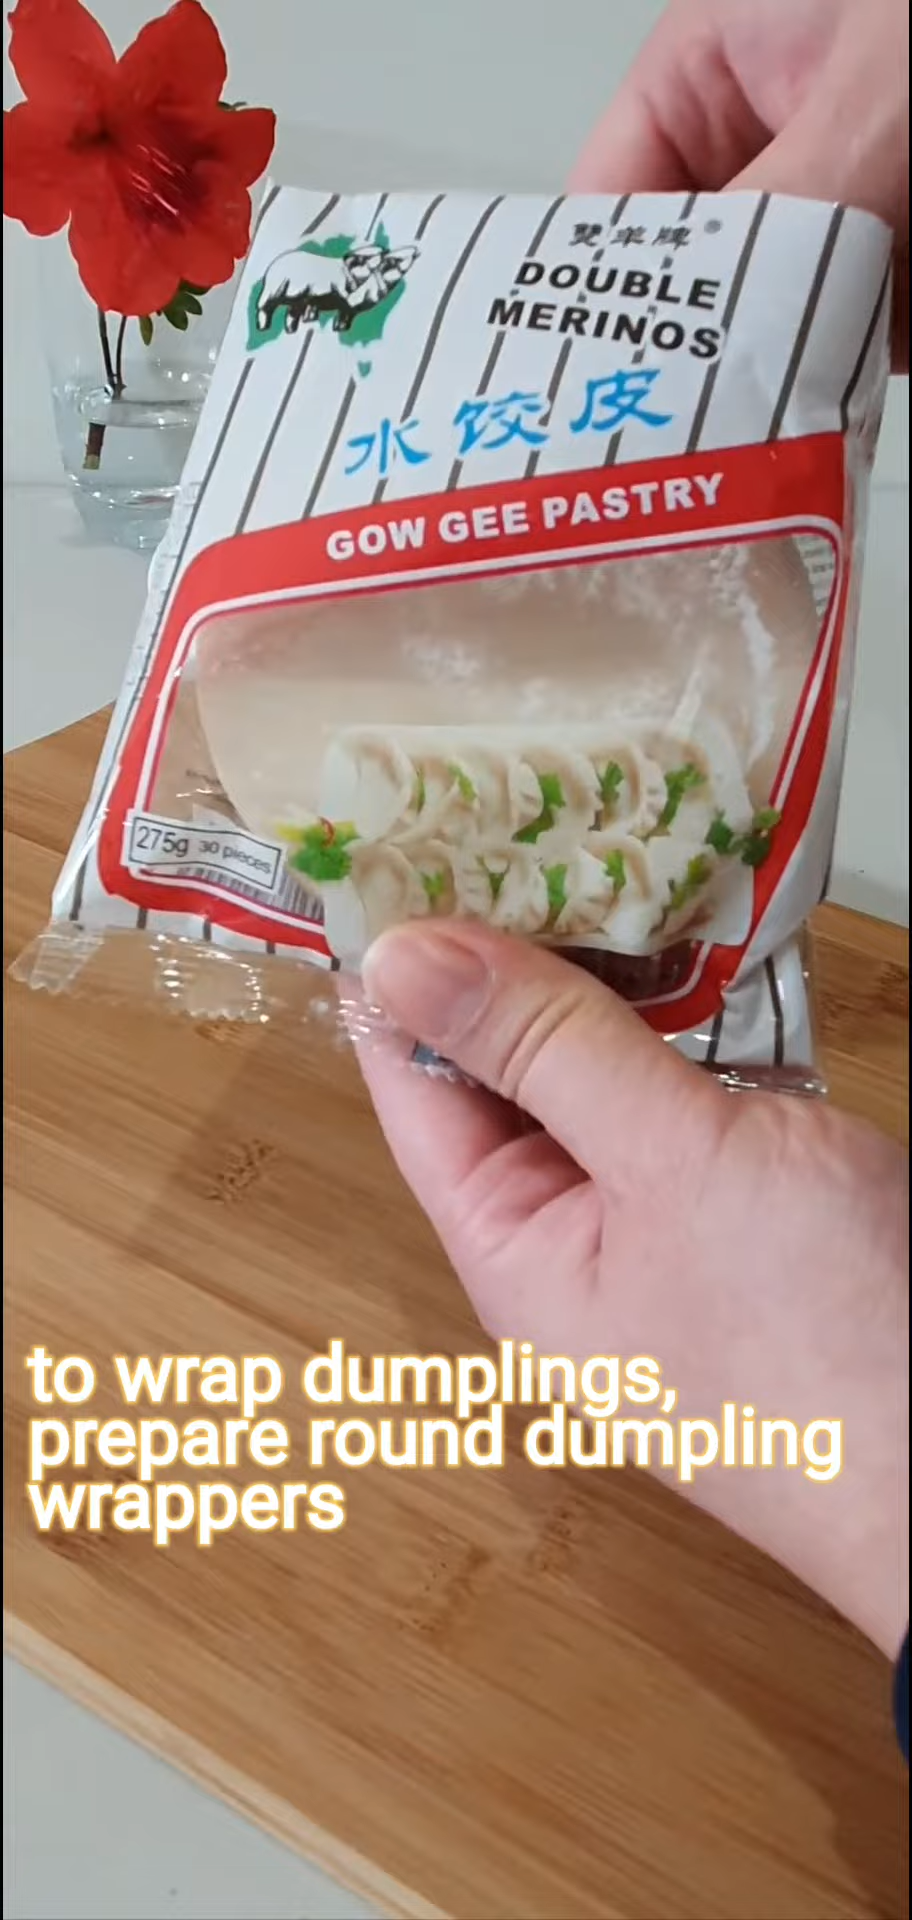 雙羊牌®
DOUBLE
MERINOS
水饺皮
GOW GEE PASTRY
275g 30 pieces
to wrap dumplings,
prepare round dumpling
wrappers